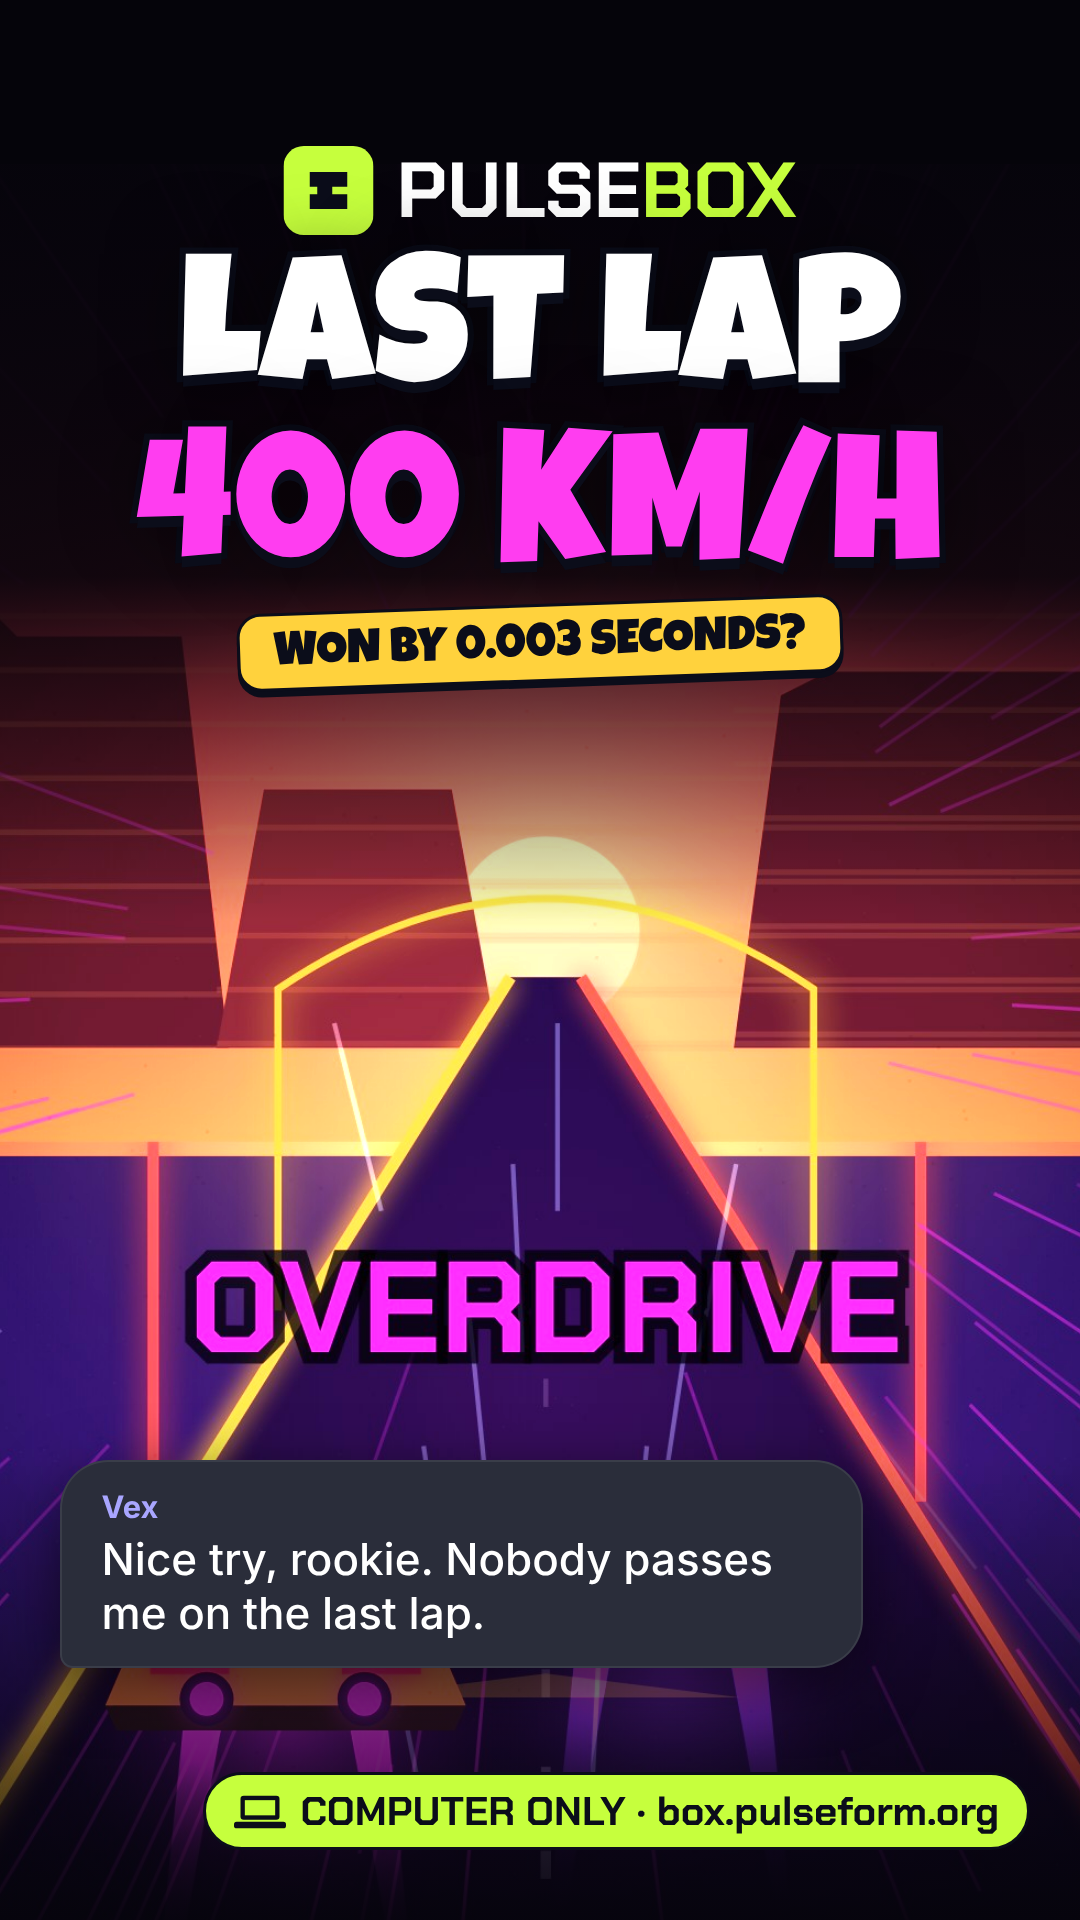 PULSEBOX
LAST LAP
400 KM/H
WON BY 0.003 SECONDS?
OVERDRIVE
Vex
Nice try, rookie. Nobody passes
me on the last lap.
COMPUTER ONLY · box.pulseform.org